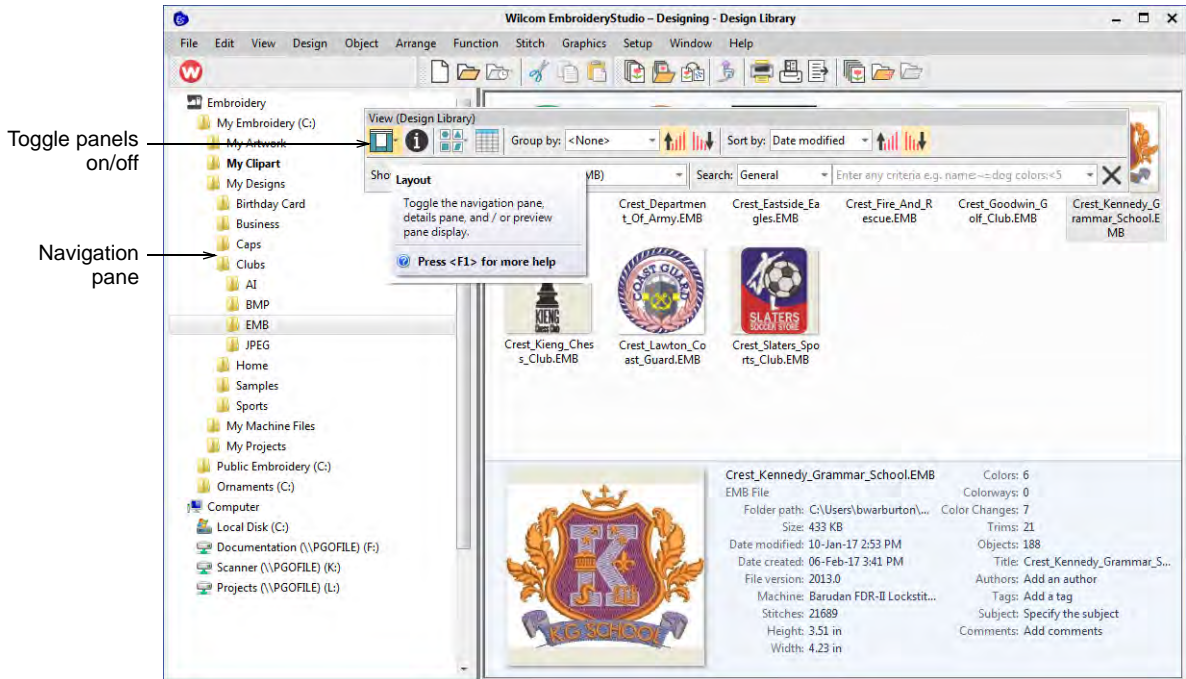 Wilcom EmbroideryStudio – Designing - Design Library
File Edit View Design Object Arrange Function Stitch Graphics Setup Window Help
Toggle panels
on/off
Navigation
pane
Embroidery
My Embroidery (C:)
My Artwork
My Clipart
My Designs
Birthday Card
Business
Caps
Clubs
AI
BMP
EMB
JPEG
Home
Samples
Sports
My Machine Files
My Projects
Public Embroidery (C:)
Ornaments (C:)
Computer
Local Disk (C:)
Documentation (\\PGOFILE) (F:)
Scanner (\\PGOFILE) (K:)
Projects (\\PGOFILE) (L:)
View (Design Library)
Group by: <None> Sort by: Date modified
Sho MB) Search: General Enter any criteria e.g. name:~=dog colors:<5
Layout
Toggle the navigation pane,
details pane, and / or preview
pane display.
Press <F1> for more help
Crest_Departmen
t_Of_Army.EMB
Crest_Eastside_Ea
gles.EMB
Crest_Fire_And_R
escue.EMB
Crest_Goodwin_G
olf_Club.EMB
Crest_Kennedy_G
rammar_School.E
MB
KIENG
Chess Club
COAST GUARD
SLATERS
SOCCER STORE
Crest_Kieng_Ches
s_Club.EMB
Crest_Lawton_Co
ast_Guard.EMB
Crest_Slaters_Spo
rts_Club.EMB
K
K.G SCHOOL
Crest_Kennedy_Grammar_School.EMB
EMB File
Folder path: C:\Users\bwarburton\...
Size: 433 KB
Date modified: 10-Jan-17 2:53 PM
Date created: 06-Feb-17 3:41 PM
File version: 2013.0
Machine: Barudan FDR-II Lockstit...
Stitches: 21689
Height: 3.51 in
Width: 4.23 in
Colors: 6
Colorways: 0
Color Changes: 7
Trims: 21
Objects: 188
Title: Crest_Kennedy_Grammar_S...
Authors: Add an author
Tags: Add a tag
Subject: Specify the subject
Comments: Add comments